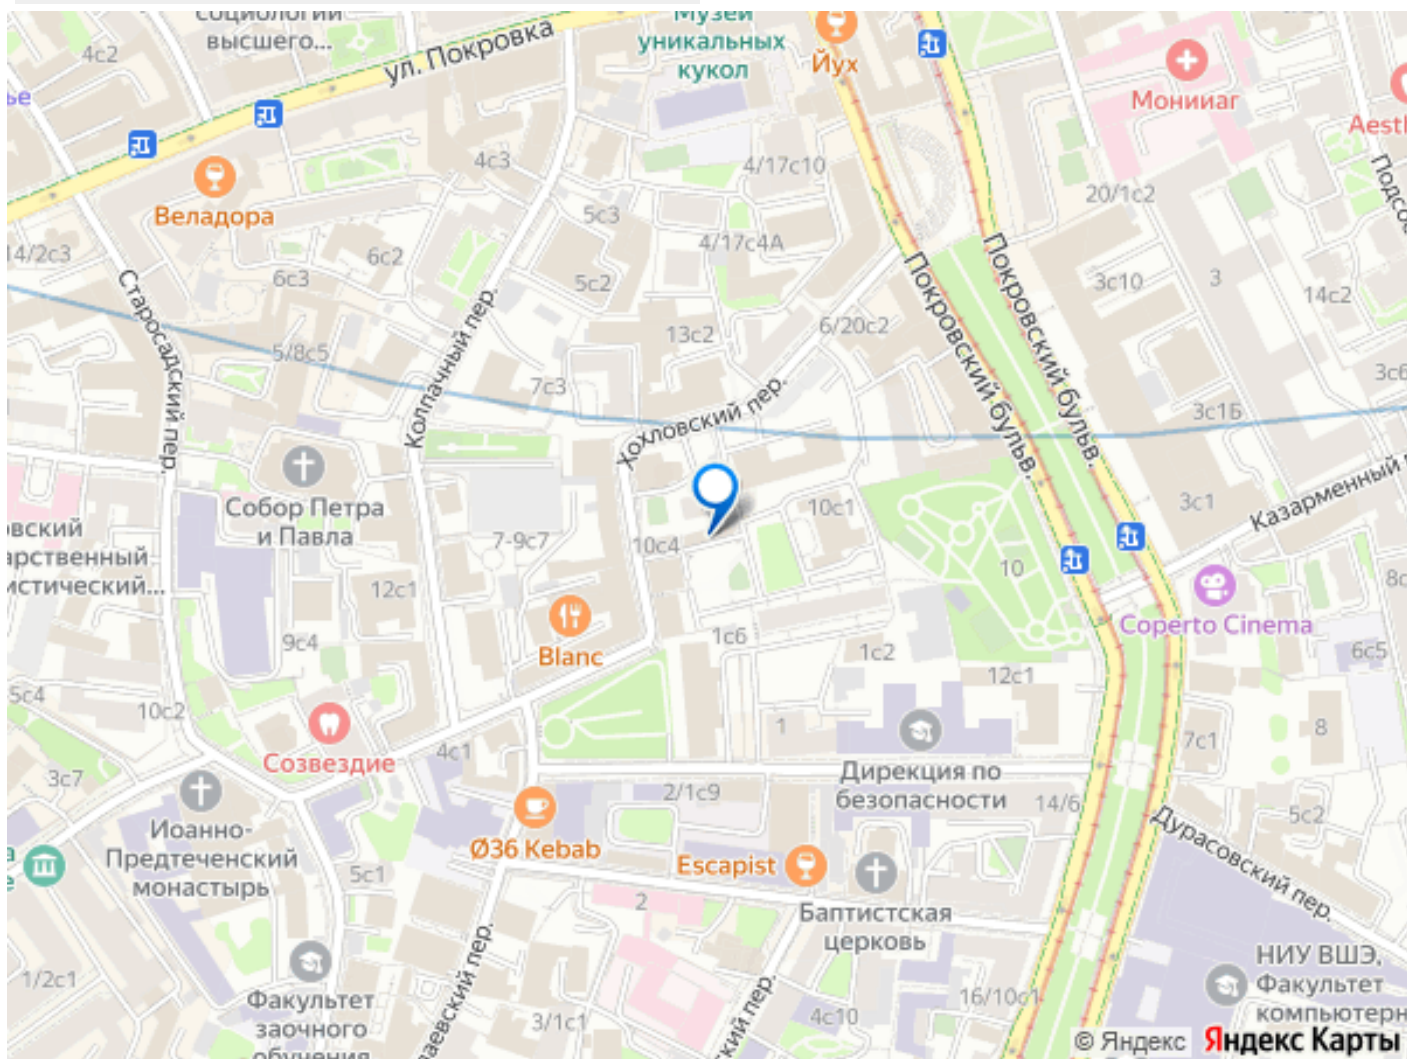 социологии
высшего...
4с2
ул. Покровка
Музей
уникальных
кукол
Йух
Мониаг
Подсо
4с3
4/17с10
20/1с2
Веладора
5с3
14/2с3
6с2
4/17с4А
6с3
5с2
3с10
3
14с2
Старосадский пер.
Колпачный пер.
Покровский бульв.
Покровский бульв.
13с2
6/20с2
5/8с5
7с3
Хохловский пер.
3с6
3с1Б
Собор Петра
и Павла
7-9с7
10с4
10с1
3с1
Казарменный
12с1
10
Coperto Cinema
Blanc
9с4
1с6
1с2
12с1
6с5
5с4
10с2
Созвездие
4с1
1
7с1
8
3с7
Дирекция по
безопасности
14/6
2/1с9
5с2
Иоанно-
Предтеченский
монастырь
Ø36 Kebab
Escapist
Дурасовский пер.
5с1
2
Баптистская
церковь
1/2с1
Факультет
заочного
обучения
3/1с1
4с10
16/10с1
НИУ ВШЭ,
Факультет
© Яндекс Яндекс Карты